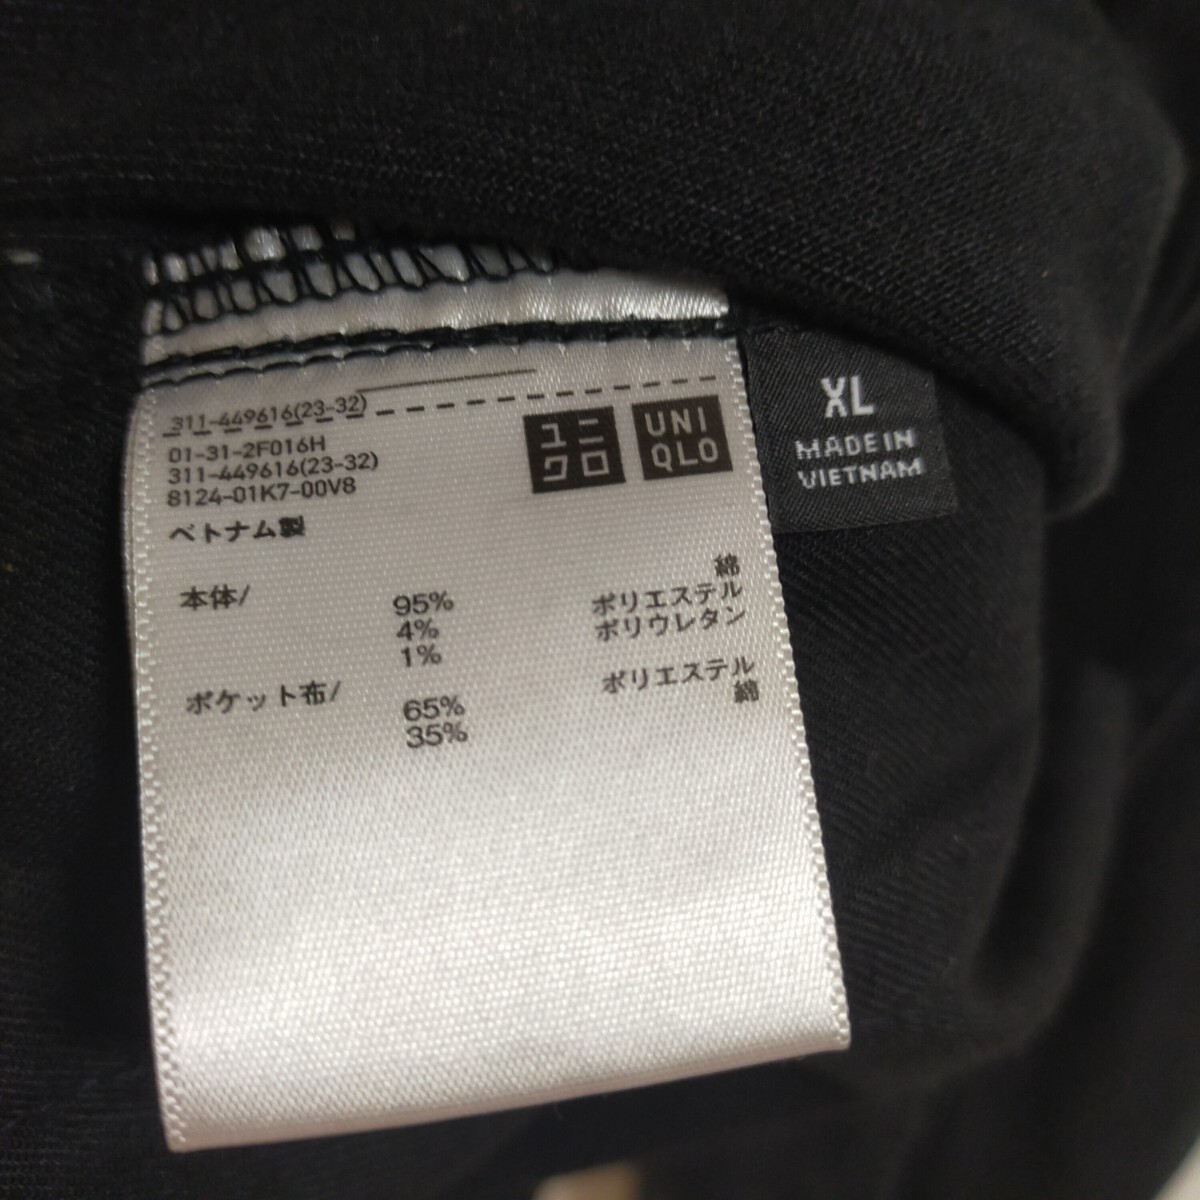 311-449616(23-32)
01-31-2F016H
311-449616(23-32)
8124-01K7-00V8
ベトナム製
ユニ
クロ
UNI
QLO
XL
MADE IN
VIETNAM
本体/
綿
95%
ポリエステル
4%
ポリウレタン
1%
ポケット布/
ポリエステル
65%
綿
35%